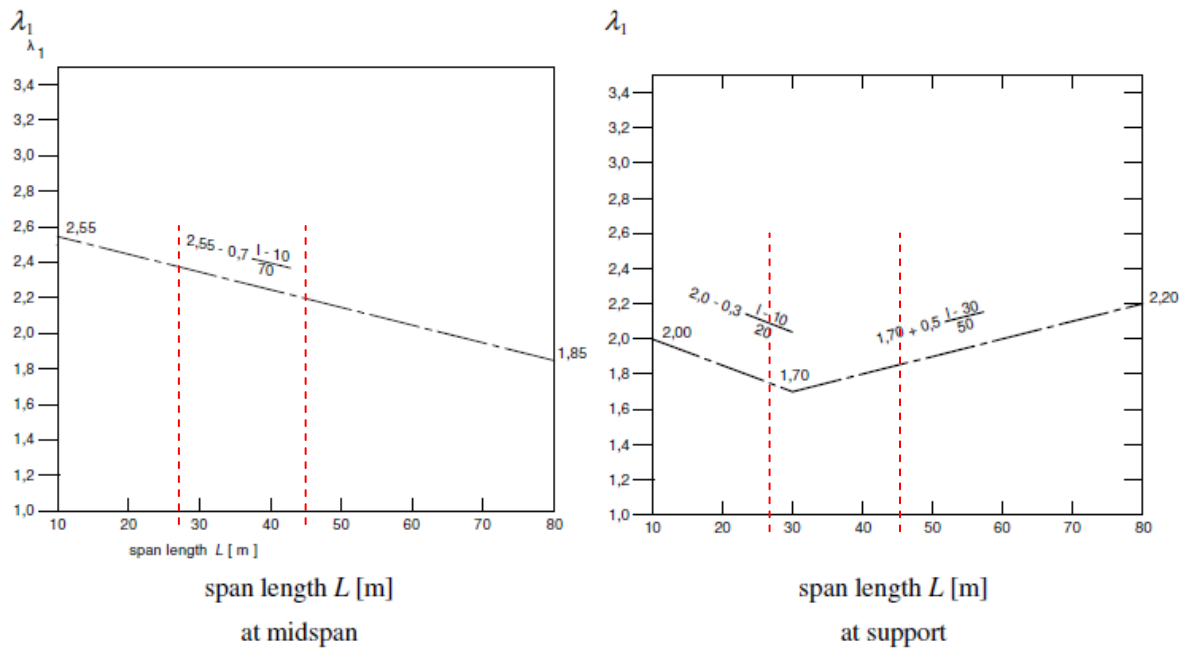 λ₁
λ 1
3,4
3,2
3,0
2,8
2,6
2,4
2,2
2,0
1,8
1,6
1,4
1,2
1,0
2,55
2,55 - 0,7 l - 10
70
1,85
10 20 30 40 50 60 70 80
span length L [ m ]
span length L [m]
at midspan
λ₁
3,4
3,2
3,0
2,8
2,6
2,4
2,2
2,0
1,8
1,6
1,4
1,2
1,0
2,00
2,0 - 0,3 l - 10
20
1,70
1,70 + 0,5 l - 30
50
2,20
10 20 30 40 50 60 70 80
span length L [m]
at support